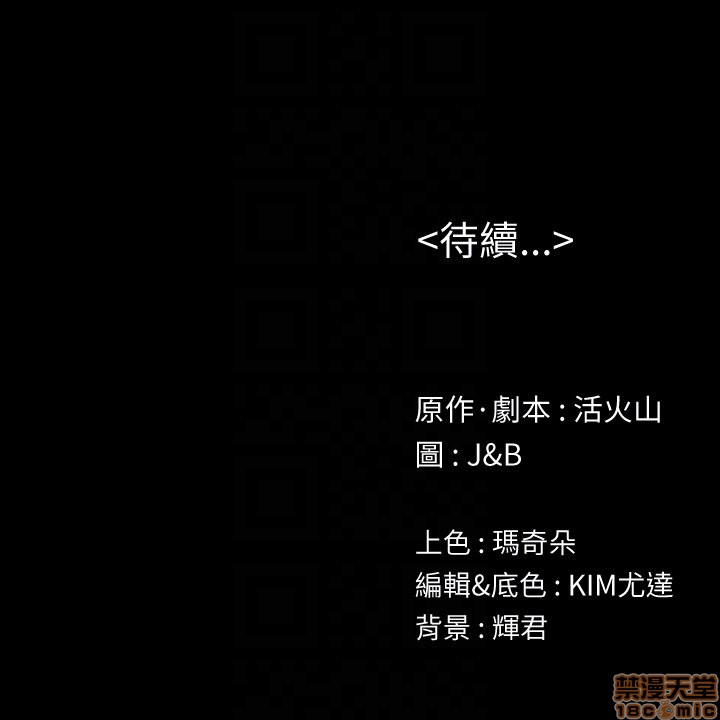 <待續...>
原作·劇本 : 活火山
圖 : J&B
上色 : 瑪奇朵
編輯&底色 : KIM尤達
背景 : 輝君
禁漫天堂
18comic